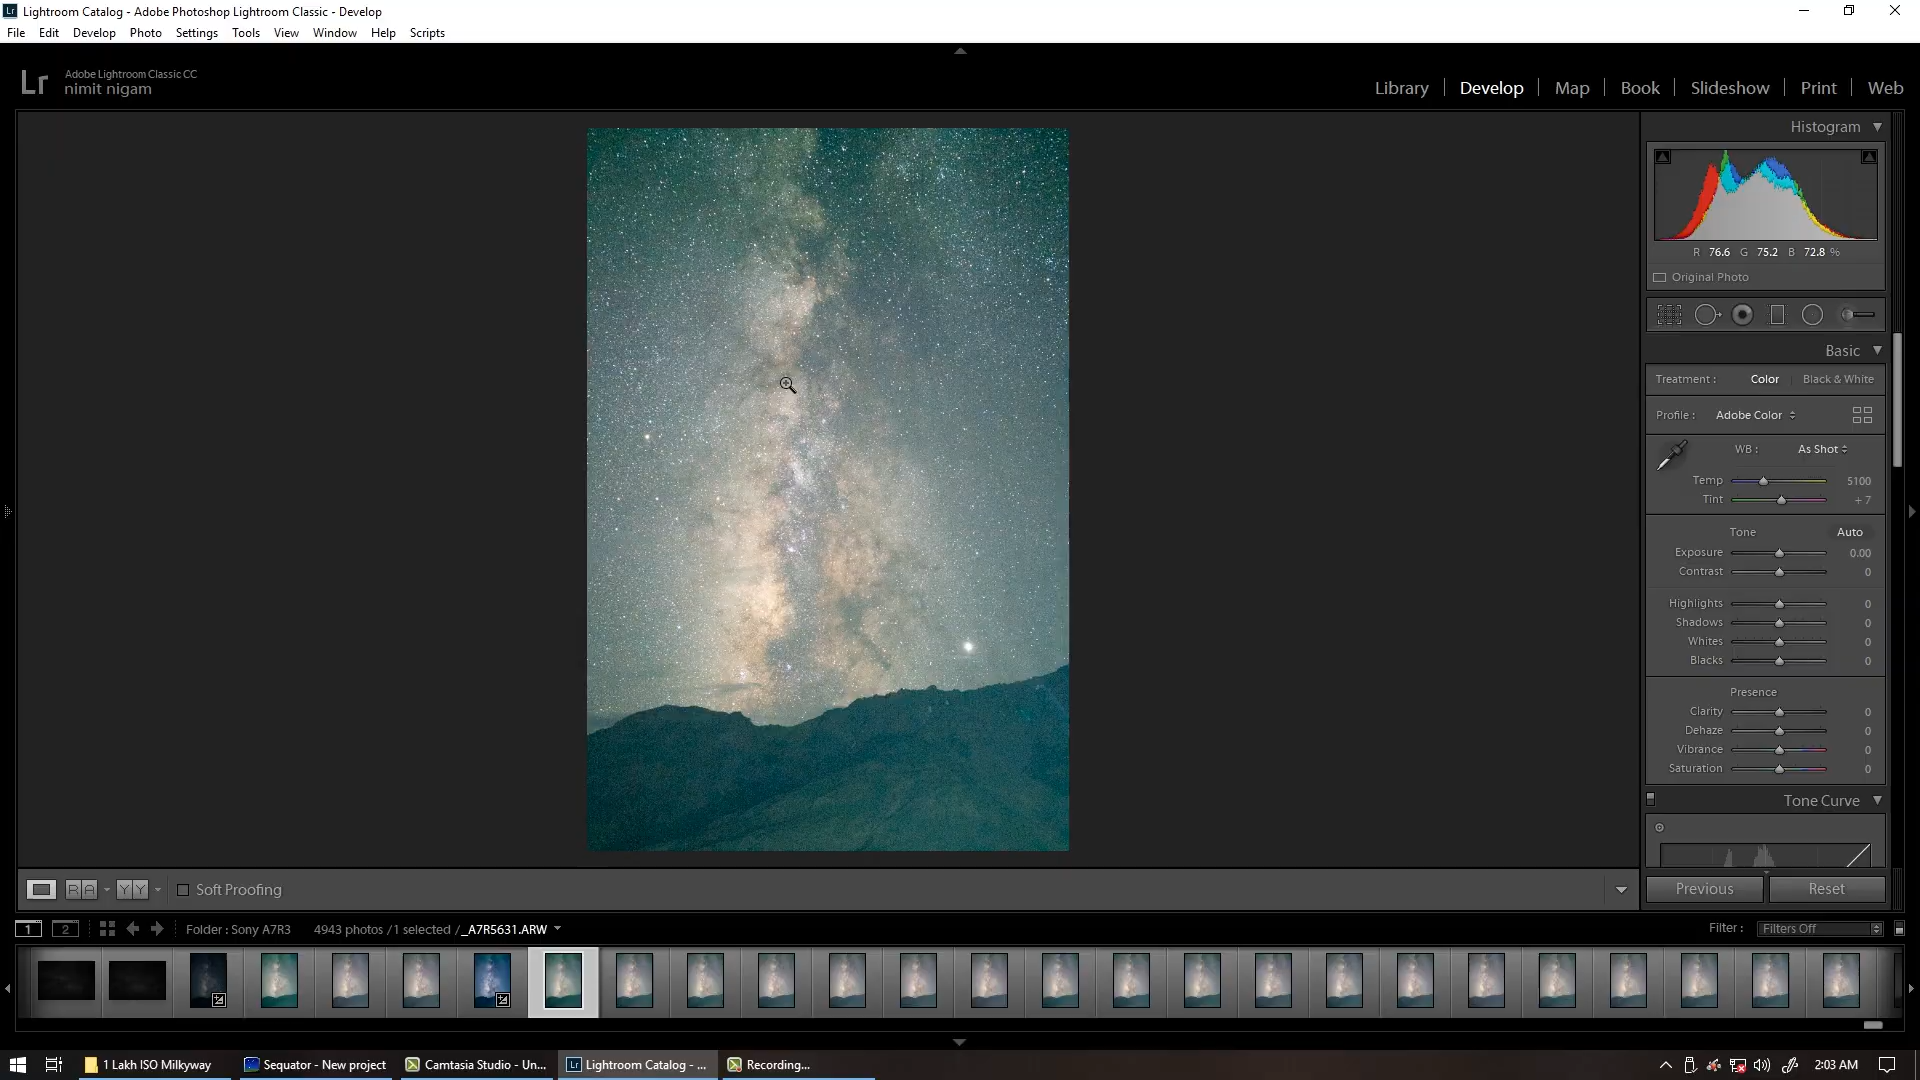 Lr Lightroom Catalog - Adobe Photoshop Lightroom Classic - Develop
File Edit Develop Photo Settings Tools View Window Help Scripts
Lr Adobe Lightroom Classic CC
nimit nigam
Library Develop Map Book Slideshow Print Web
Histogram
R 76.6 G 75.2 B 72.8 %
Original Photo
Basic
Treatment : Color Black & White
Profile : Adobe Color
WB : As Shot
Temp 5100
Tint + 7
Tone Auto
Exposure 0.00
Contrast 0
Highlights 0
Shadows 0
Whites 0
Blacks 0
Presence
Clarity 0
Dehaze 0
Vibrance 0
Saturation 0
Tone Curve
R A Y Y Soft Proofing
Previous Reset
1 2 Folder : Sony A7R3 4943 photos / 1 selected / _A7R5631.ARW
Filter : Filters Off
1 Lakh ISO Milkyway
Sequator - New project
Camtasia Studio - Un...
Lr Lightroom Catalog - ...
Recording...
2:03 AM